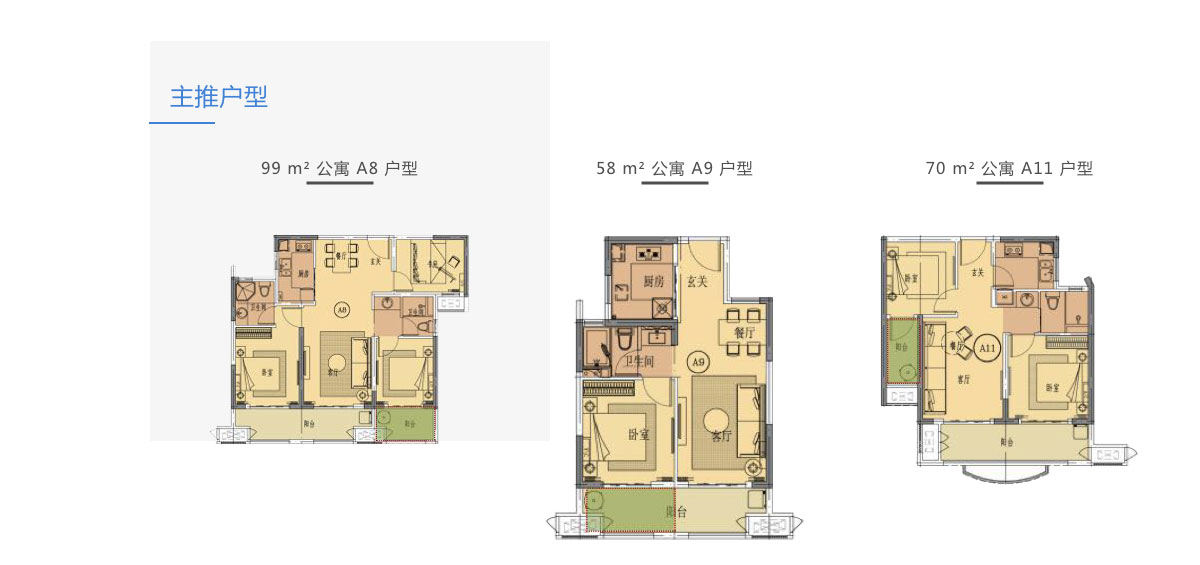 主推户型
99 m² 公寓 A8 户型
58 m² 公寓 A9 户型
70 m² 公寓 A11 户型
厨房
餐厅
玄关
卫生间
A8
卫生间
卧室
客厅
阳台
阳台
厨房
玄关
餐厅
卫生间
A9
卧室
客厅
阳台
卧室
玄关
阳台
餐厅
A11
客厅
卧室
阳台